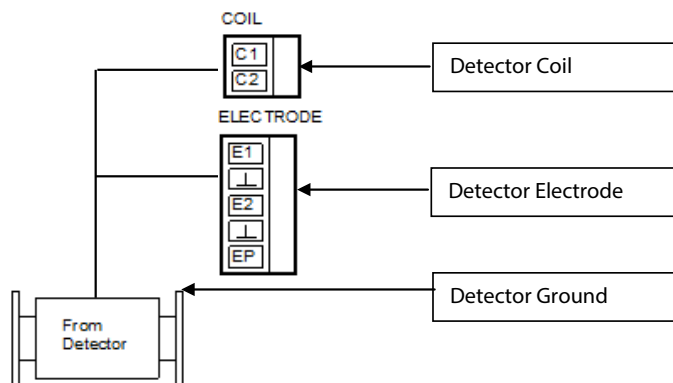 COIL
C1
C2
Detector Coil
ELECTRODE
E1
E2
EP
Detector Electrode
Detector Ground
From
Detector